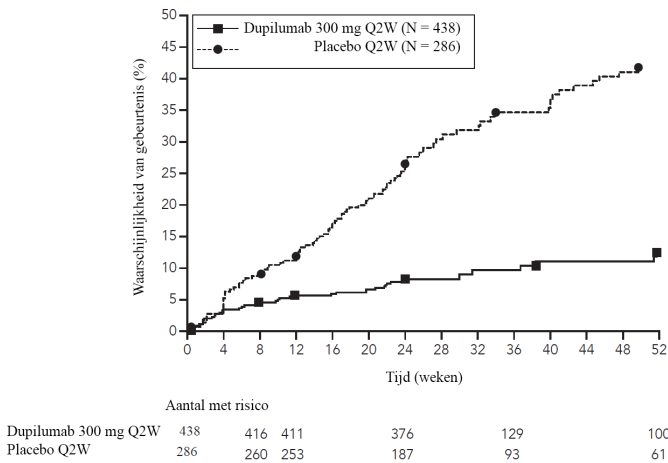 50
Dupilumab 300 mg Q2W (N = 438)
Placebo Q2W (N = 286)
45
40
35
30
25
20
15
10
5
0
Waarschijnlijkheid van gebeurtenis (%)
0 4 8 12 16 20 24 28 32 36 40 44 48 52
Tijd (weken)
Aantal met risico
Dupilumab 300 mg Q2W 438 416 411 376 129 100
Placebo Q2W 286 260 253 187 93 61